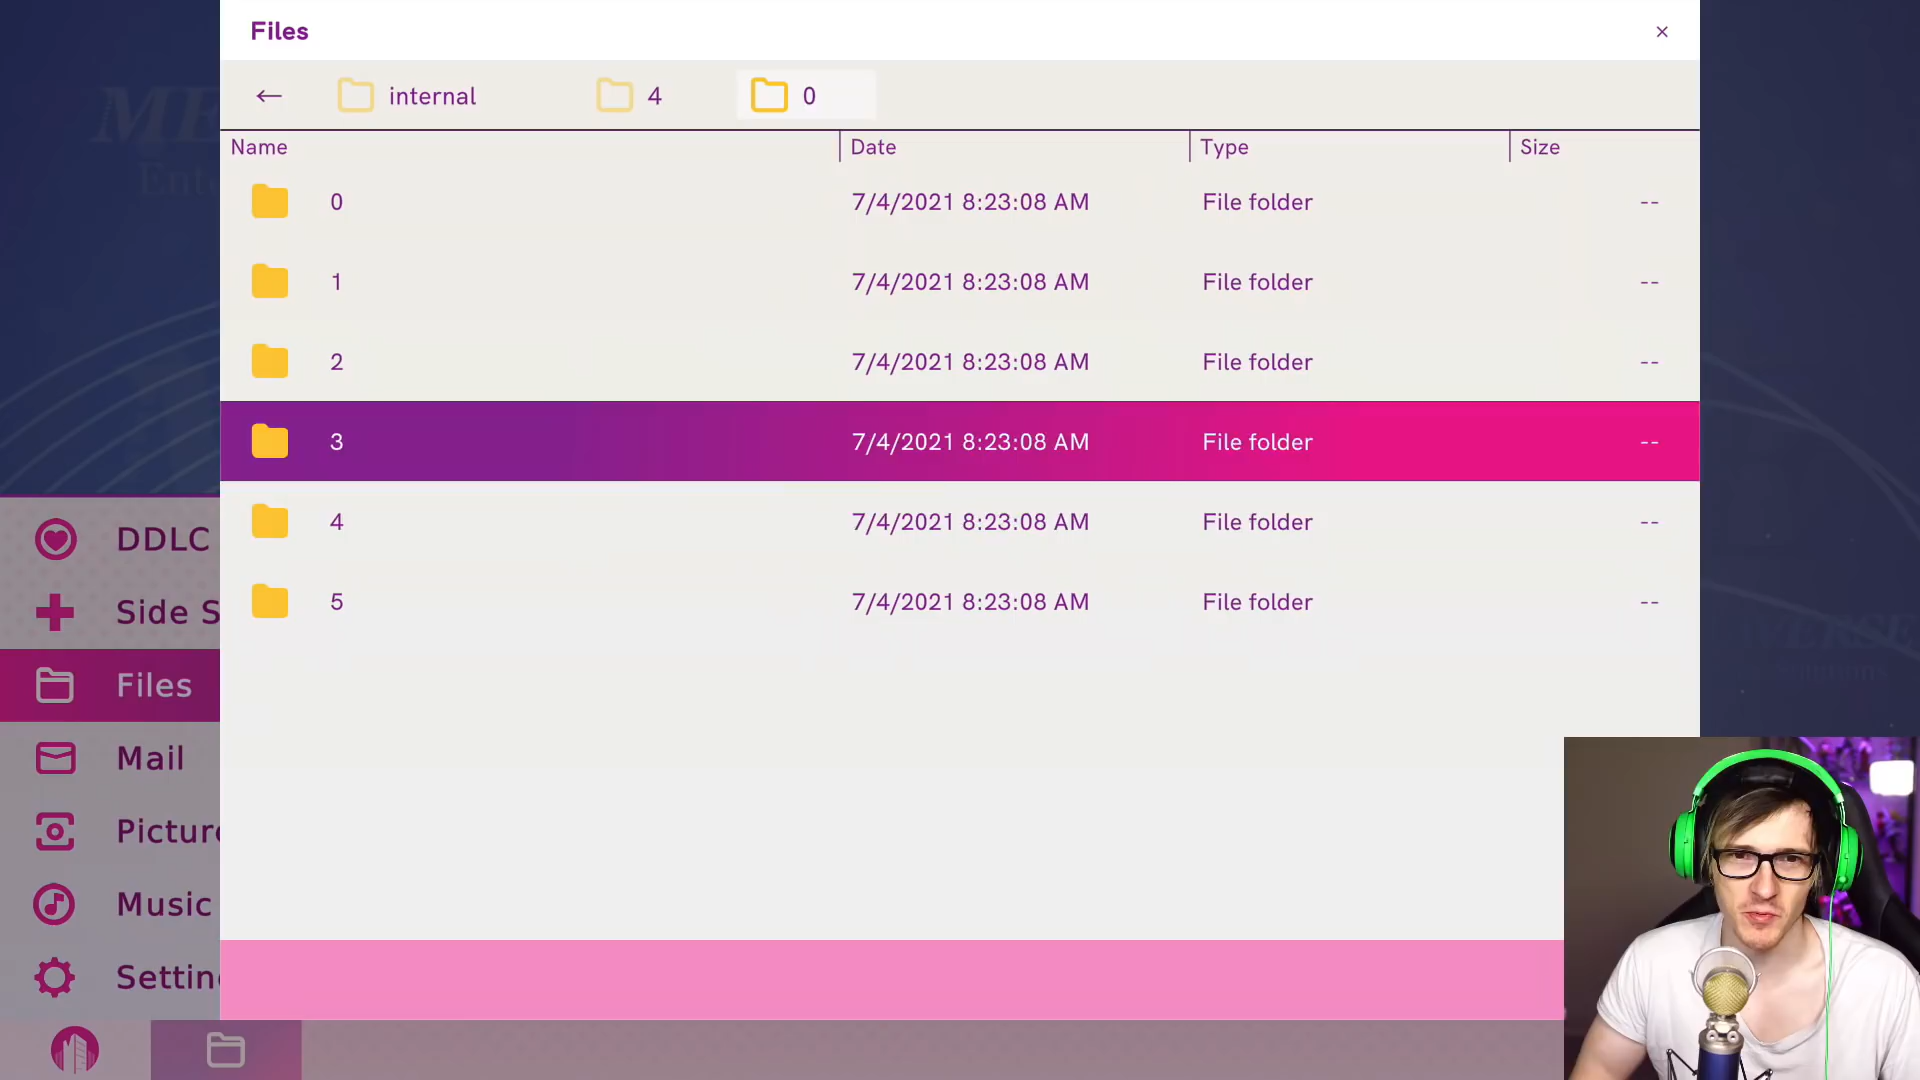 Files
internal 4 0
Name Date Type Size
0 7/4/2021 8:23:08 AM File folder --
1 7/4/2021 8:23:08 AM File folder --
2 7/4/2021 8:23:08 AM File folder --
3 7/4/2021 8:23:08 AM File folder --
4 7/4/2021 8:23:08 AM File folder --
5 7/4/2021 8:23:08 AM File folder --
DDLC
Side S
Files
Mail
Picture
Music
Settin